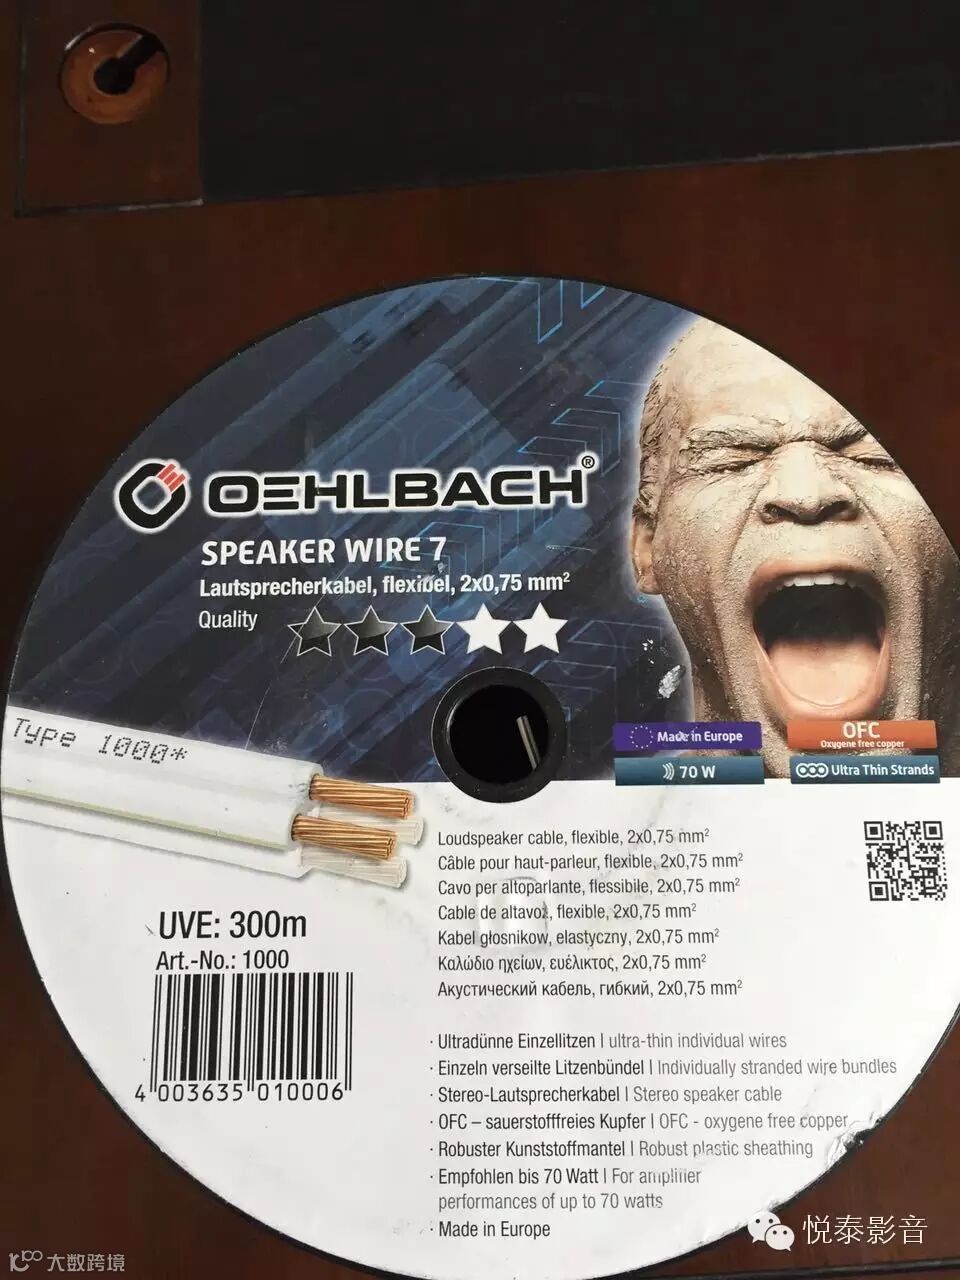 OEHLBACH®
SPEAKER WIRE 7
Lautsprecherkabel, flexibel, 2x0,75 mm²
Quality
Type 1000*
Made in Europe
OFC
Oxygene free copper
70 W
Ultra Thin Strands
Loudspeaker cable, flexible, 2x0,75 mm²
Câble pour haut-parleur, flexible, 2x0,75 mm²
Cavo per altoparlante, flessibile, 2x0,75 mm²
Cable de altavoz, flexible, 2x0,75 mm²
Kabel głosnikow, elastyczny, 2x0,75 mm²
Καλώδιο ηχείων, ευέλικτος, 2x0,75 mm²
Акустический кабель, гибкий, 2x0,75 mm²
UVE: 300m
Art.-No.: 1000
4 003635 010006
· Ultradünne Einzellitzen | ultra-thin individual wires
· Einzeln verseilte Litzenbündel | Individually stranded wire bundles
· Stereo-Lautsprecherkabel | Stereo speaker cable
· OFC – sauerstofffreies Kupfer | OFC - oxygene free copper
· Robuster Kunststoffmantel | Robust plastic sheathing
· Empfohlen bis 70 Watt | For amplifier
performances of up to 70 watts
· Made in Europe
悦泰影音
大数跨境